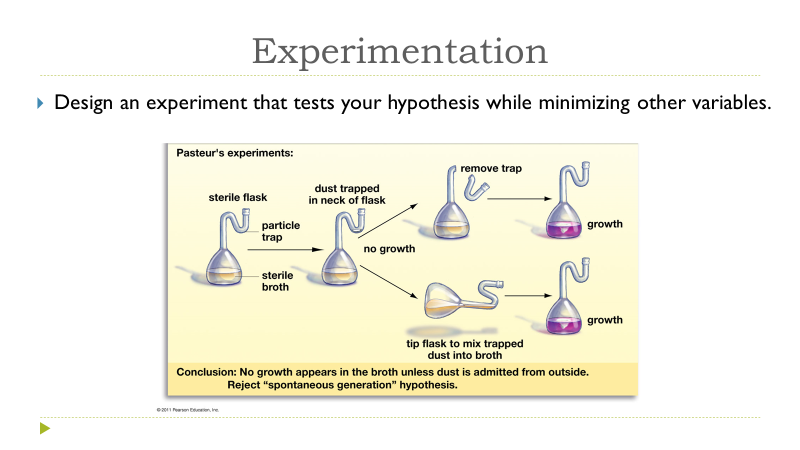 Experimentation
Design an experiment that tests your hypothesis while minimizing other variables.
Pasteur's experiments:
sterile flask
particle
trap
sterile
broth
dust trapped
in neck of flask
no growth
remove trap
growth
tip flask to mix trapped
dust into broth
growth
Conclusion: No growth appears in the broth unless dust is admitted from outside.
Reject “spontaneous generation” hypothesis.
© 2011 Pearson Education, Inc.